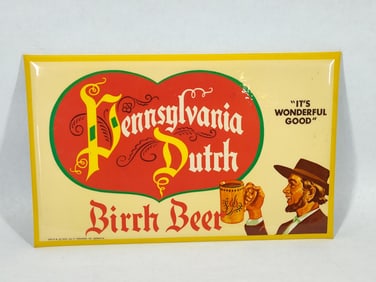 Pennsylvania
Dutch
Birch Beer
"IT'S
WONDERFUL
GOOD"